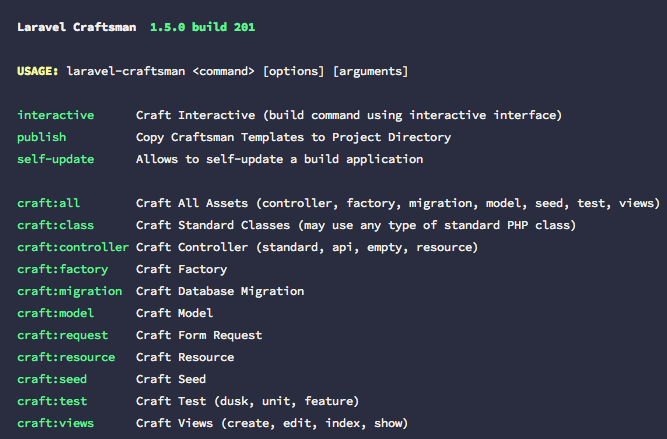 Laravel Craftsman  1.5.0 build 201
USAGE: laravel-craftsman <command> [options] [arguments]
interactive      Craft Interactive (build command using interactive interface)
publish          Copy Craftsman Templates to Project Directory
self-update      Allows to self-update a build application
craft:all        Craft All Assets (controller, factory, migration, model, seed, test, views)
craft:class      Craft Standard Classes (may use any type of standard PHP class)
craft:controller Craft Controller (standard, api, empty, resource)
craft:factory    Craft Factory
craft:migration  Craft Database Migration
craft:model      Craft Model
craft:request    Craft Form Request
craft:resource   Craft Resource
craft:seed       Craft Seed
craft:test       Craft Test (dusk, unit, feature)
craft:views      Craft Views (create, edit, index, show)